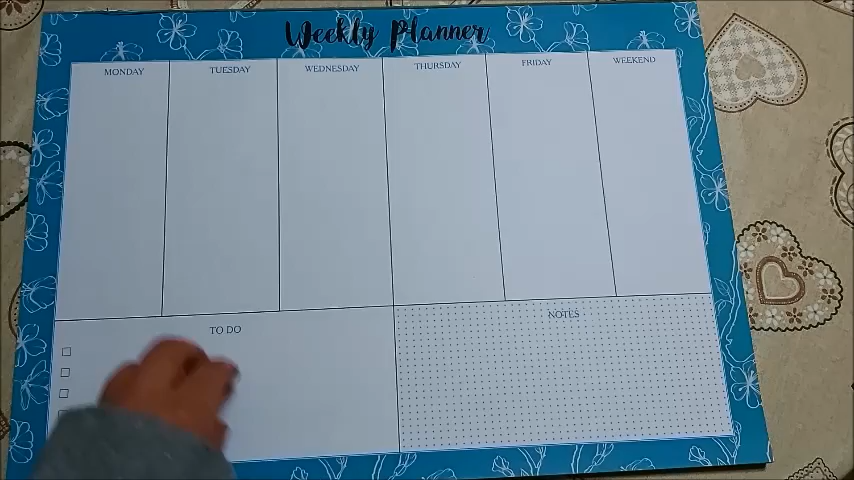 Weekly Planner
MONDAY TUESDAY WEDNESDAY THURSDAY FRIDAY WEEKEND
TO DO
NOTES